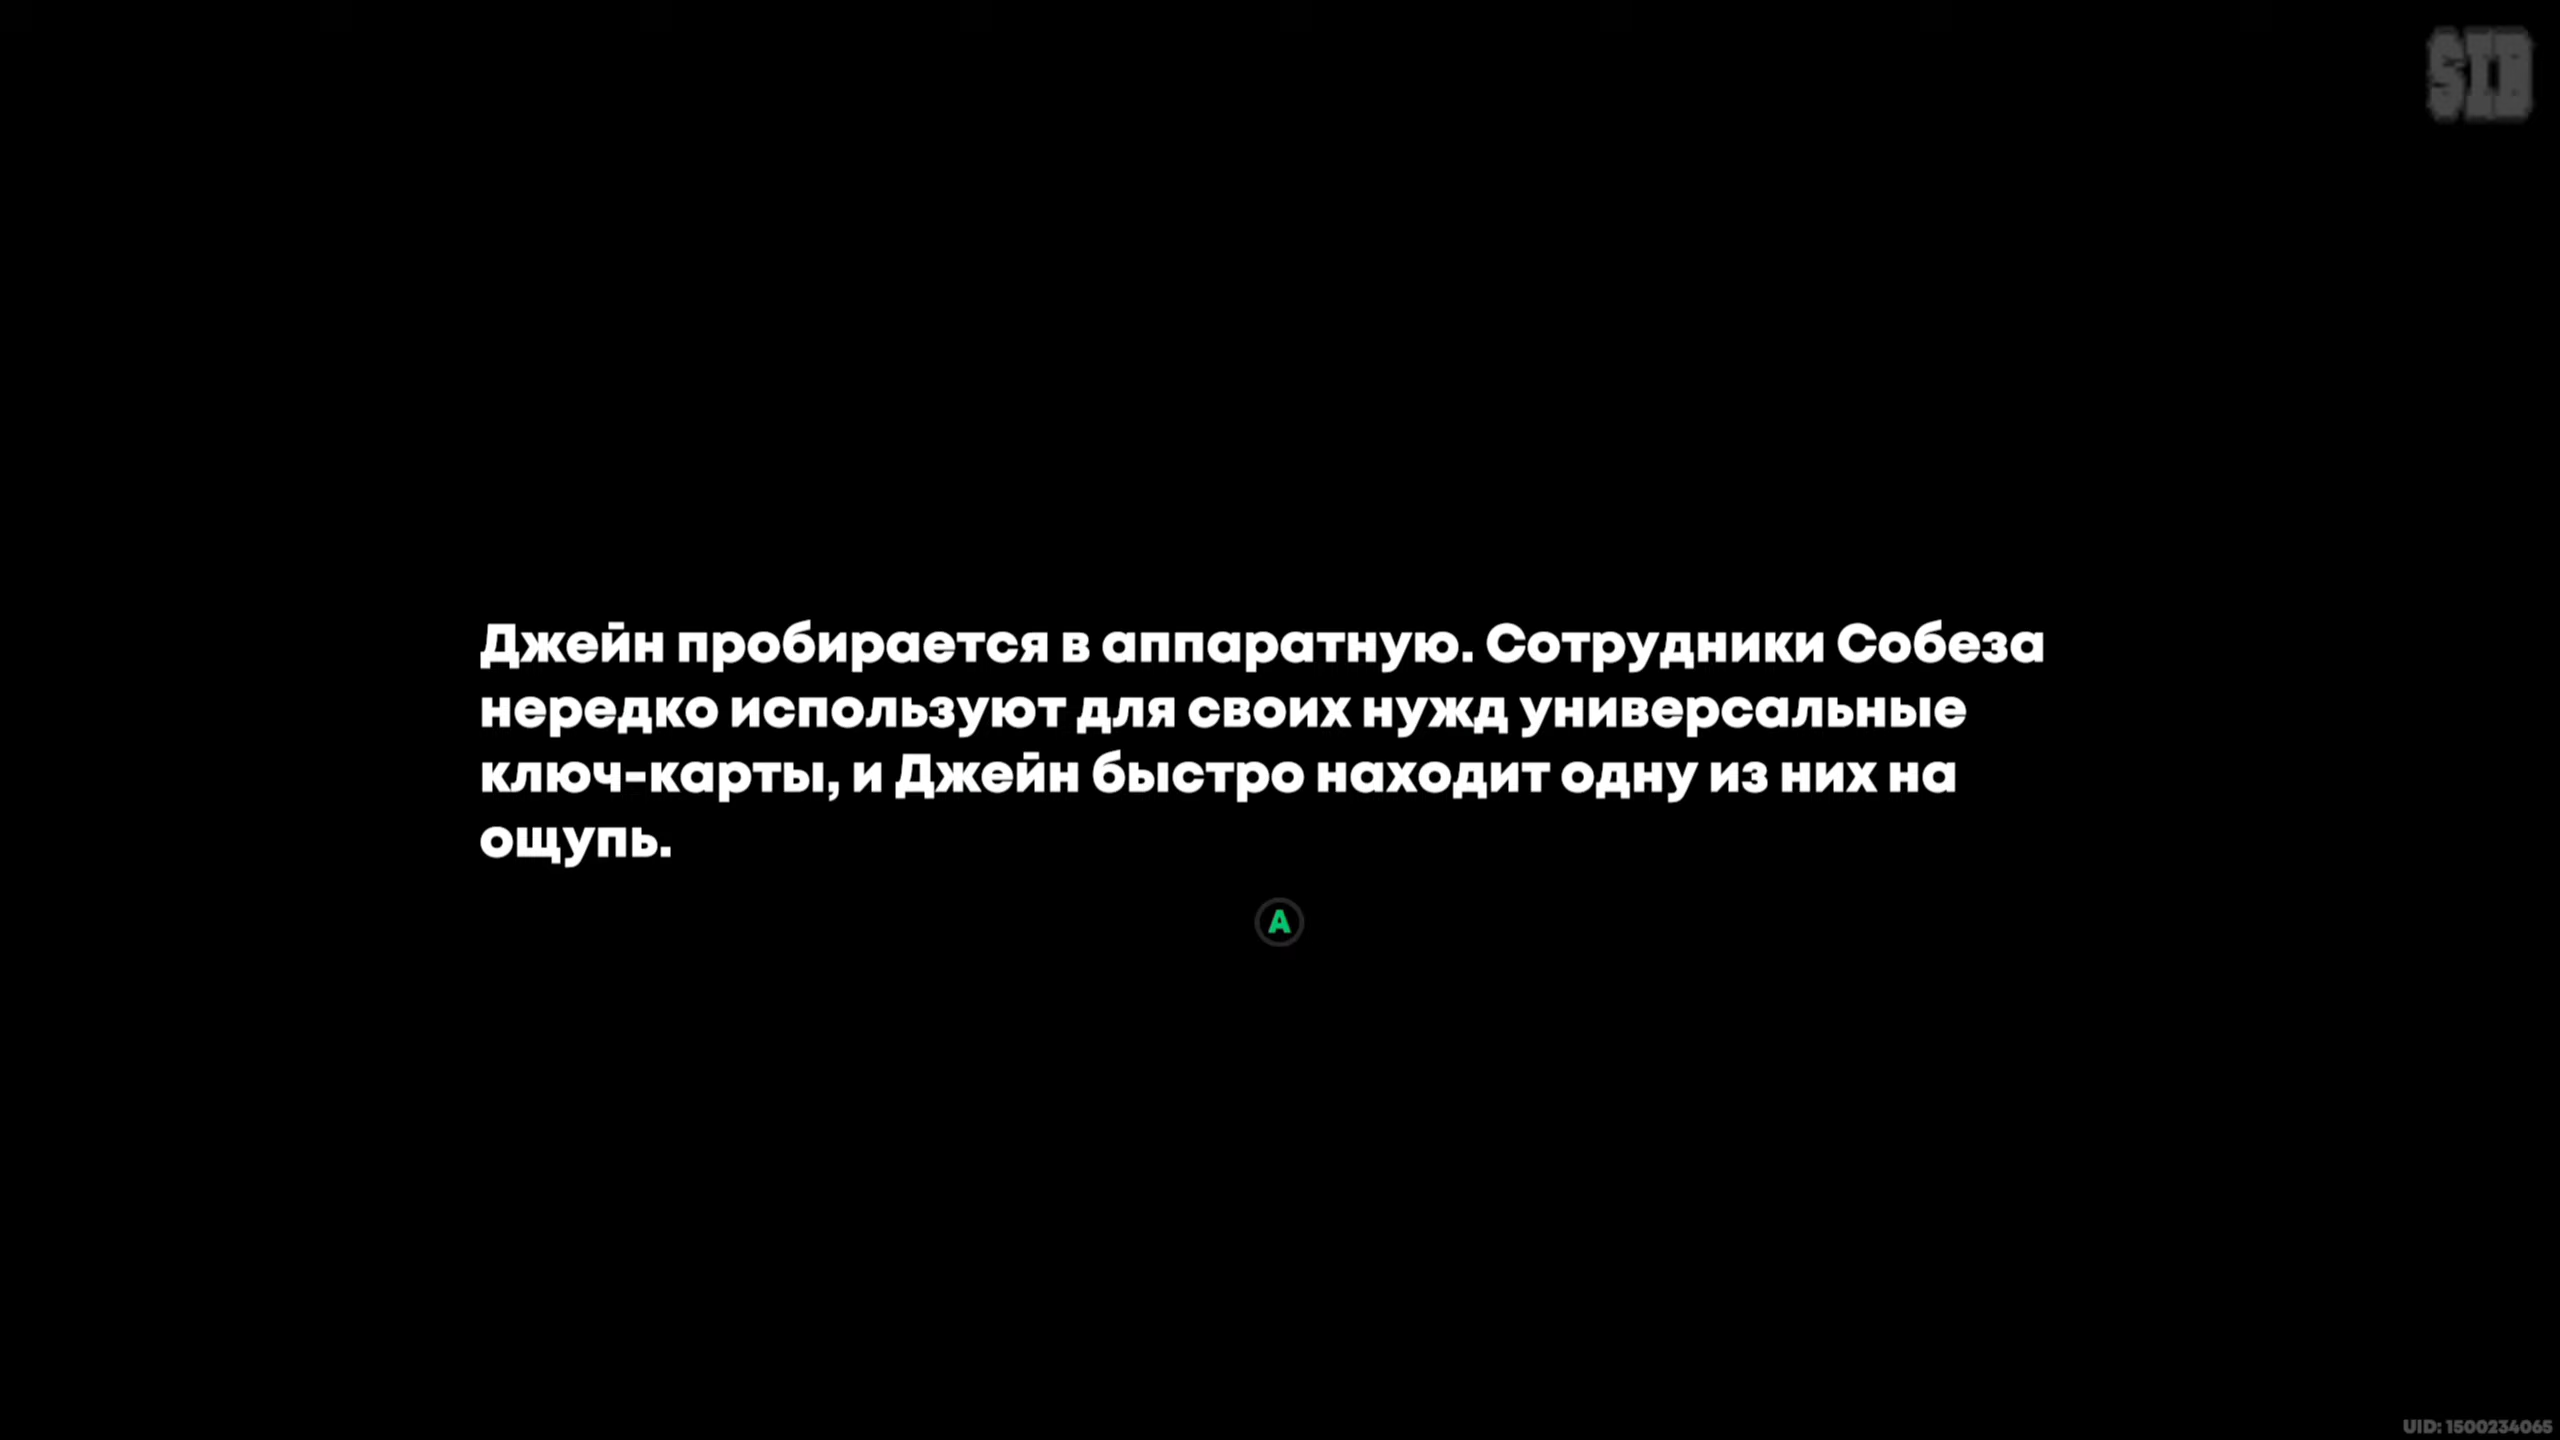 SIB
Джейн пробирается в аппаратную. Сотрудники Собеза
нередко используют для своих нужд универсальные
ключ-карты, и Джейн быстро находит одну из них на
ощупь.
A
UID: 1500234065